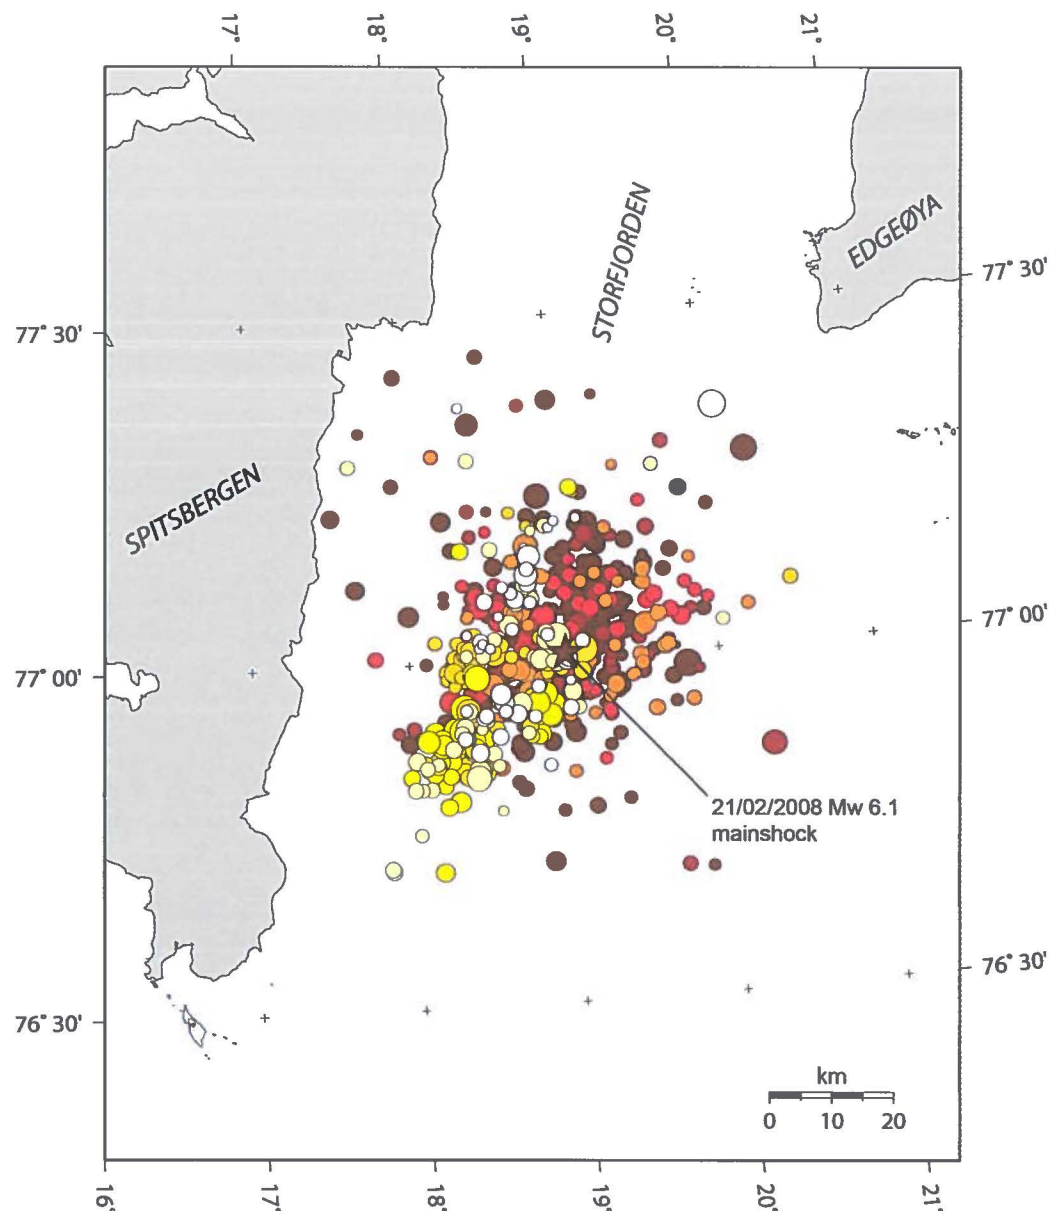 17° 18° 19° 20° 21°
EDGEØYA
STORFJORDEN
77° 30'
77° 30'
SPITSBERGEN
77° 00'
77° 00'
21/02/2008 Mw 6.1
mainshock
76° 30'
76° 30'
km
0 10 20
16° 17° 18° 19° 20° 21°